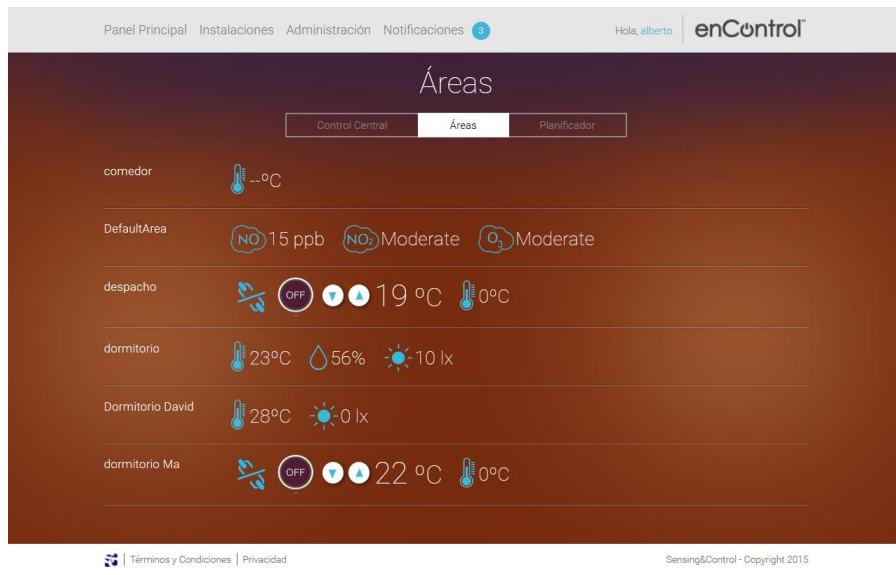 Panel Principal Instalaciones Administración Notificaciones 3 Hola, alberto enControl™
Áreas
Control Central Áreas Planificador
comedor --ºC
DefaultArea NO 15 ppb NO₂ Moderate O₃ Moderate
despacho OFF 19 ºC 0ºC
dormitorio 23ºC 56% 10 lx
Dormitorio David 28ºC 0 lx
dormitorio Ma OFF 22 ºC 0ºC
Términos y Condiciones | Privacidad Sensing&Control - Copyright 2015